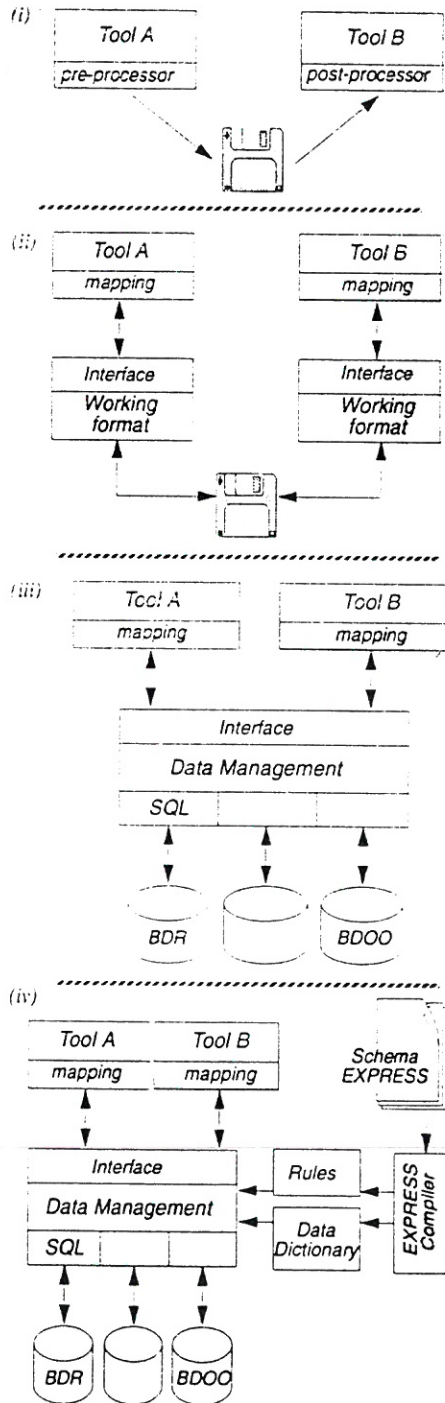 (i)
Tool A
Tool B
pre-processor
post-processor
(ii)
Tool A
Tool B
mapping
mapping
Interface
Interface
Working
format
Working
format
(iii)
Tool A
Tool B
mapping
mapping
Interface
Data Management
SQL
BDR
BDOO
(iv)
Tool A
Tool B
mapping
mapping
Schema
EXPRESS
Interface
Data Management
SQL
Rules
Data
Dictionary
EXPRESS
Compiler
BDR
BDOO